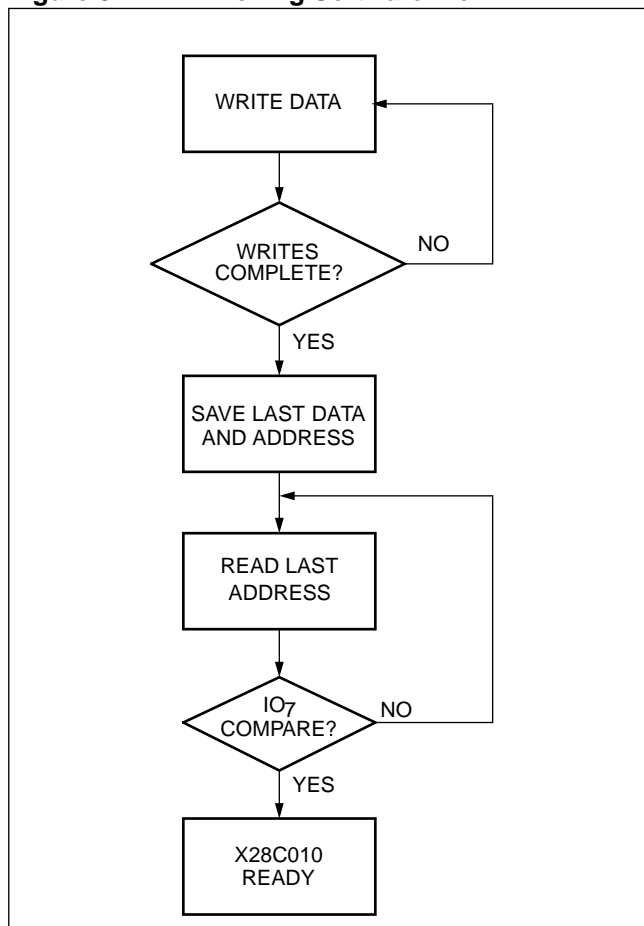 WRITE DATA
WRITES
COMPLETE?
NO
YES
SAVE LAST DATA
AND ADDRESS
READ LAST
ADDRESS
IO7
COMPARE?
NO
YES
X28C010
READY